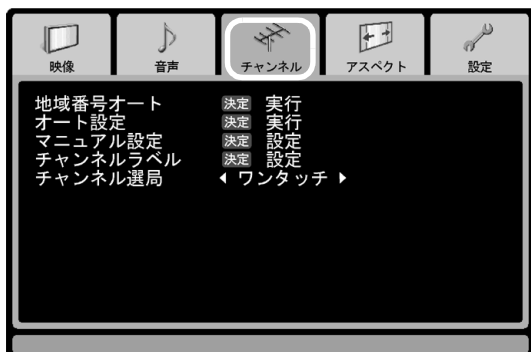 映像 音声 チャンネル アスペクト 設定
地域番号オート 決定 実行
オート設定 決定 実行
マニュアル設定 決定 設定
チャンネルラベル 決定 設定
チャンネル選局 ワンタッチ